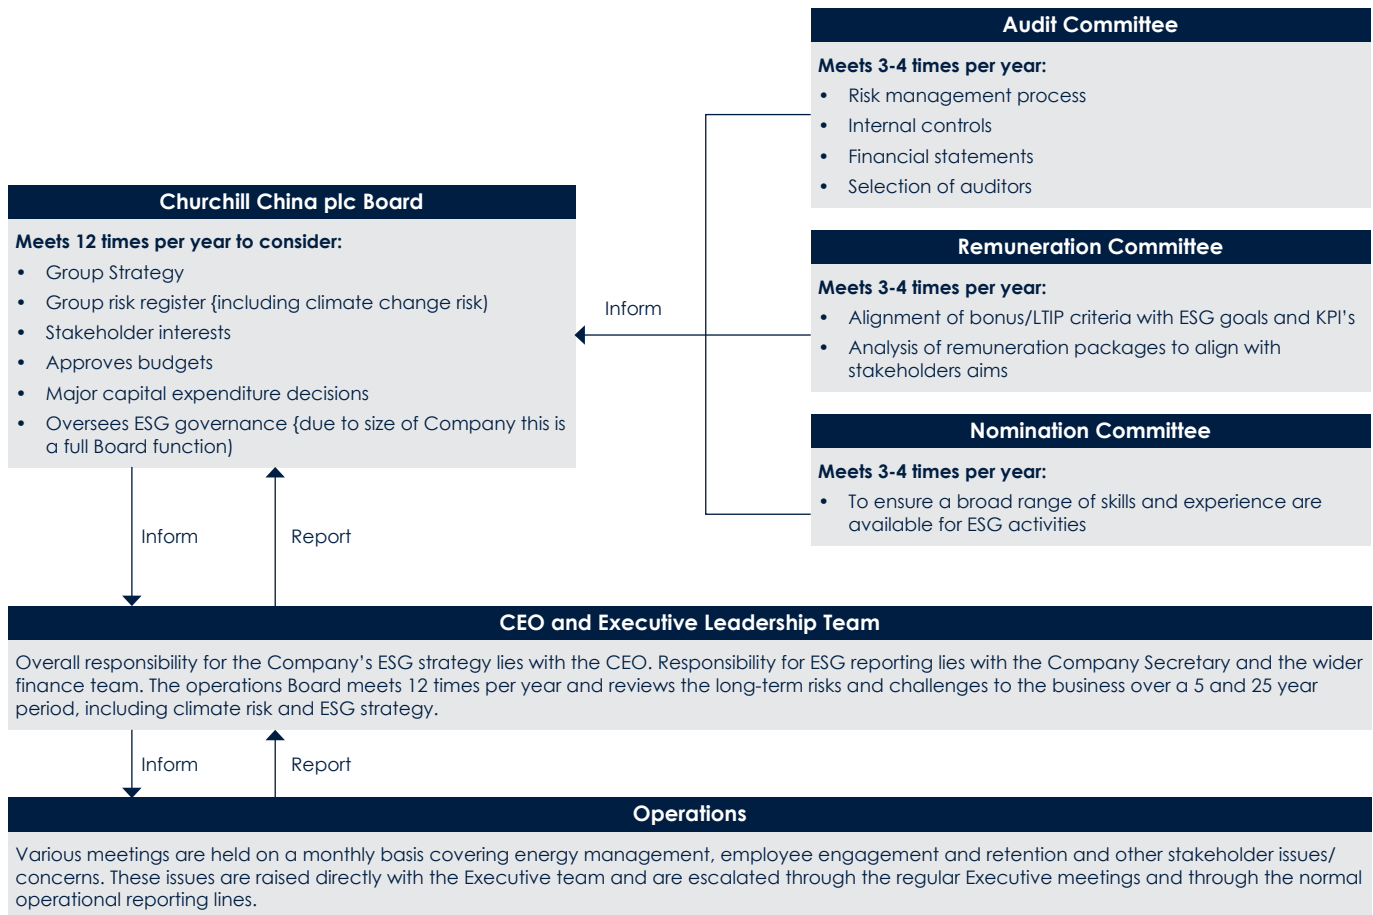 Audit Committee
Meets 3-4 times per year:
• Risk management process
• Internal controls
• Financial statements
• Selection of auditors
Churchill China plc Board
Meets 12 times per year to consider:
• Group Strategy
• Group risk register {including climate change risk)
• Stakeholder interests
• Approves budgets
• Major capital expenditure decisions
• Oversees ESG governance {due to size of Company this is
a full Board function)
Inform
Remuneration Committee
Meets 3-4 times per year:
• Alignment of bonus/LTIP criteria with ESG goals and KPI’s
• Analysis of remuneration packages to align with
stakeholders aims
Nomination Committee
Meets 3-4 times per year:
• To ensure a broad range of skills and experience are
available for ESG activities
Inform
Report
CEO and Executive Leadership Team
Overall responsibility for the Company’s ESG strategy lies with the CEO. Responsibility for ESG reporting lies with the Company Secretary and the wider
finance team. The operations Board meets 12 times per year and reviews the long-term risks and challenges to the business over a 5 and 25 year
period, including climate risk and ESG strategy.
Inform
Report
Operations
Various meetings are held on a monthly basis covering energy management, employee engagement and retention and other stakeholder issues/
concerns. These issues are raised directly with the Executive team and are escalated through the regular Executive meetings and through the normal
operational reporting lines.